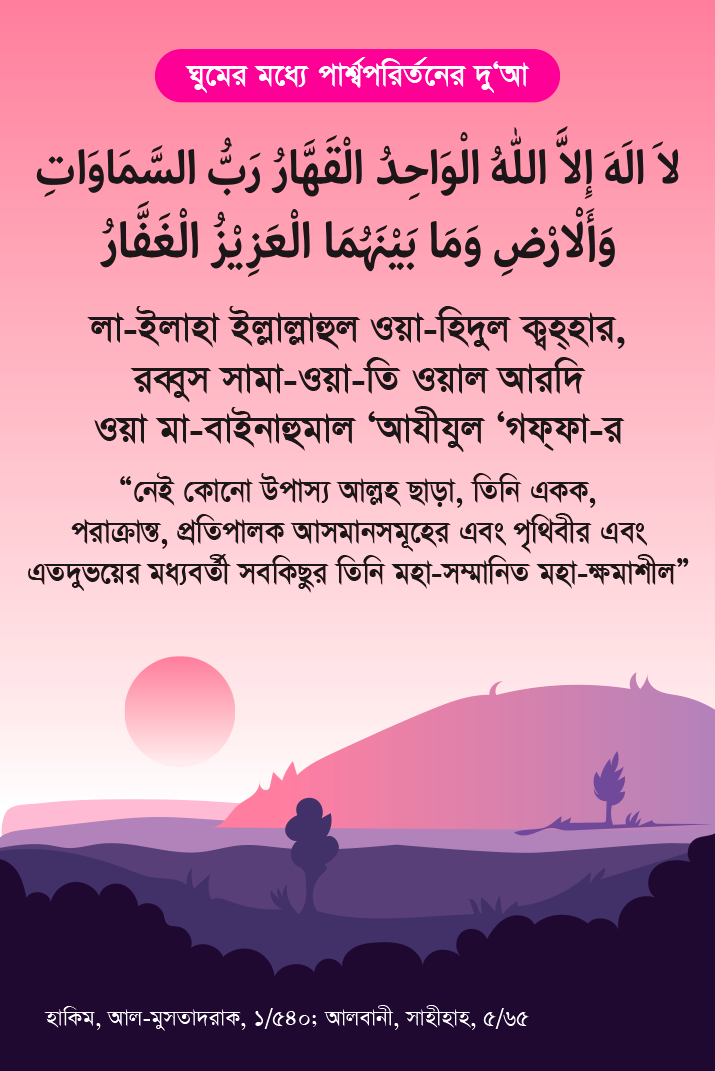 ঘুমের মধ্যে পার্শ্বপরির্তনের দু‘আ
لاَ الَهَ إِلاَّ اللّٰهُ الْوَاحِدُ الْقَهَّارُ رَبُّ السَّمَاوَاتِ
وَأَلْارْضِ وَمَا بَيْنَهُمَا الْعَزِيْزُ الْغَفَّارُ
লা-ইলাহা ইল্লাল্লাহুল ওয়া-হিদুল ক্বহ্হার,
রব্বুস সামা-ওয়া-তি ওয়াল আরদি
ওয়া মা-বাইনাহুমাল ‘আযীযুল ‘গফ্ফা-র
“নেই কোনো উপাস্য আল্লহ ছাড়া, তিনি একক,
পরাক্রান্ত, প্রতিপালক আসমানসমূহের এবং পৃথিবীর এবং
এতদুভয়ের মধ্যবর্তী সবকিছুর তিনি মহা-সম্মানিত মহা-ক্ষমাশীল”
হাকিম, আল-মুসতাদরাক, ১/৫৪০; আলবানী, সাহীহাহ, ৫/৬৫